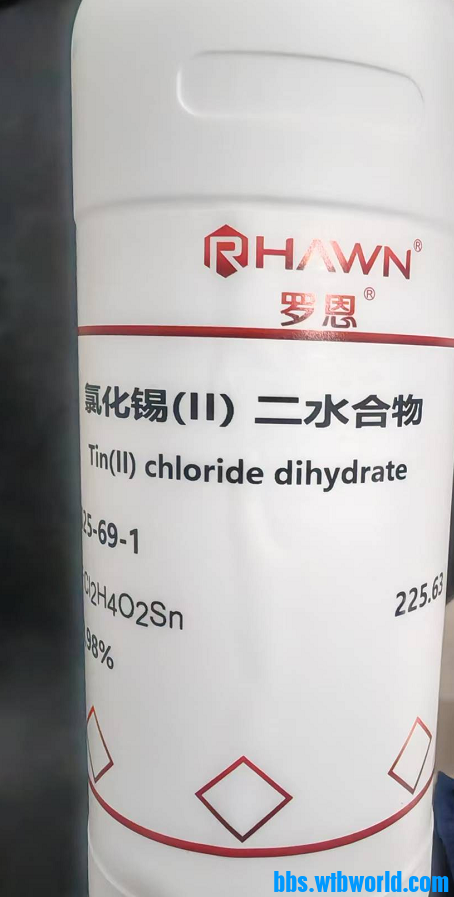 RHAWN®
罗恩®
氯化锡(II) 二水合物
Tin(II) chloride dihydrate
25-69-1
Cl2H4O2Sn
225.63
98%
bbs.wtbworld.com